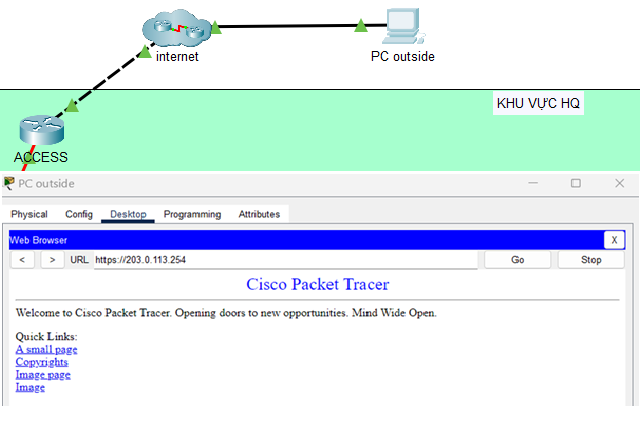 internet
PC outside
KHU VỰC HQ
ACCESS
PC outside
Physical Config Desktop Programming Attributes
Web Browser X
< > URL https://203.0.113.254 Go Stop
Cisco Packet Tracer
Welcome to Cisco Packet Tracer. Opening doors to new opportunities. Mind Wide Open.
Quick Links:
A small page
Copyrights
Image page
Image